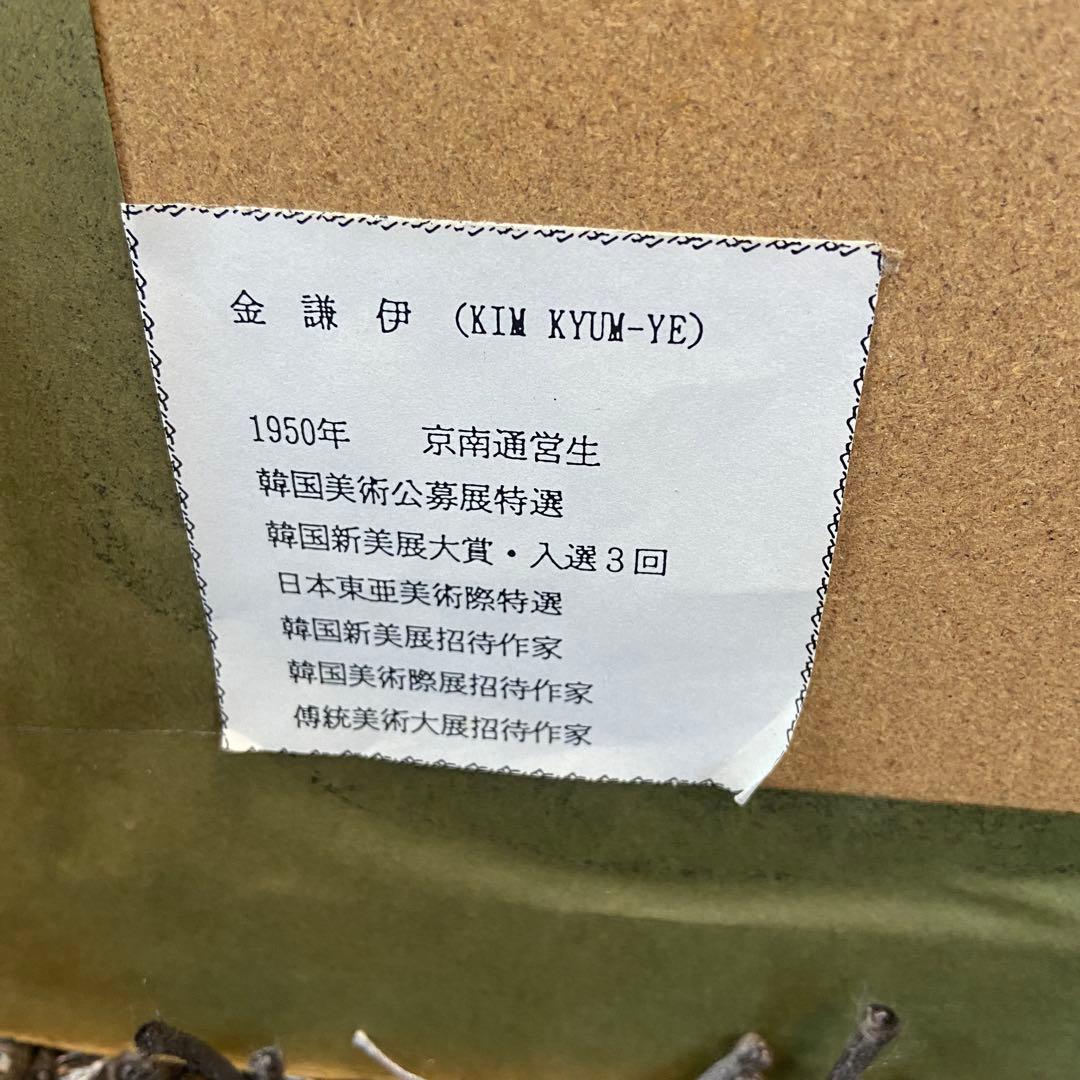 金 謙 伊 (KIM KYUM-YE)
1950年 京南通営生
韓国美術公募展特選
韓国新美展大賞・入選3回
日本東亜美術際特選
韓国新美展招待作家
韓国美術際展招待作家
傅統美術大展招待作家